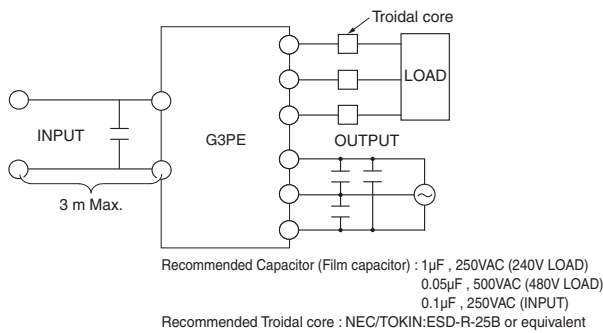 Troidal core
LOAD
INPUT
G3PE
OUTPUT
3 m Max.
Recommended Capacitor (Film capacitor) : 1µF , 250VAC (240V LOAD)
0.05µF , 500VAC (480V LOAD)
0.1µF , 250VAC (INPUT)
Recommended Troidal core : NEC/TOKIN:ESD-R-25B or equivalent